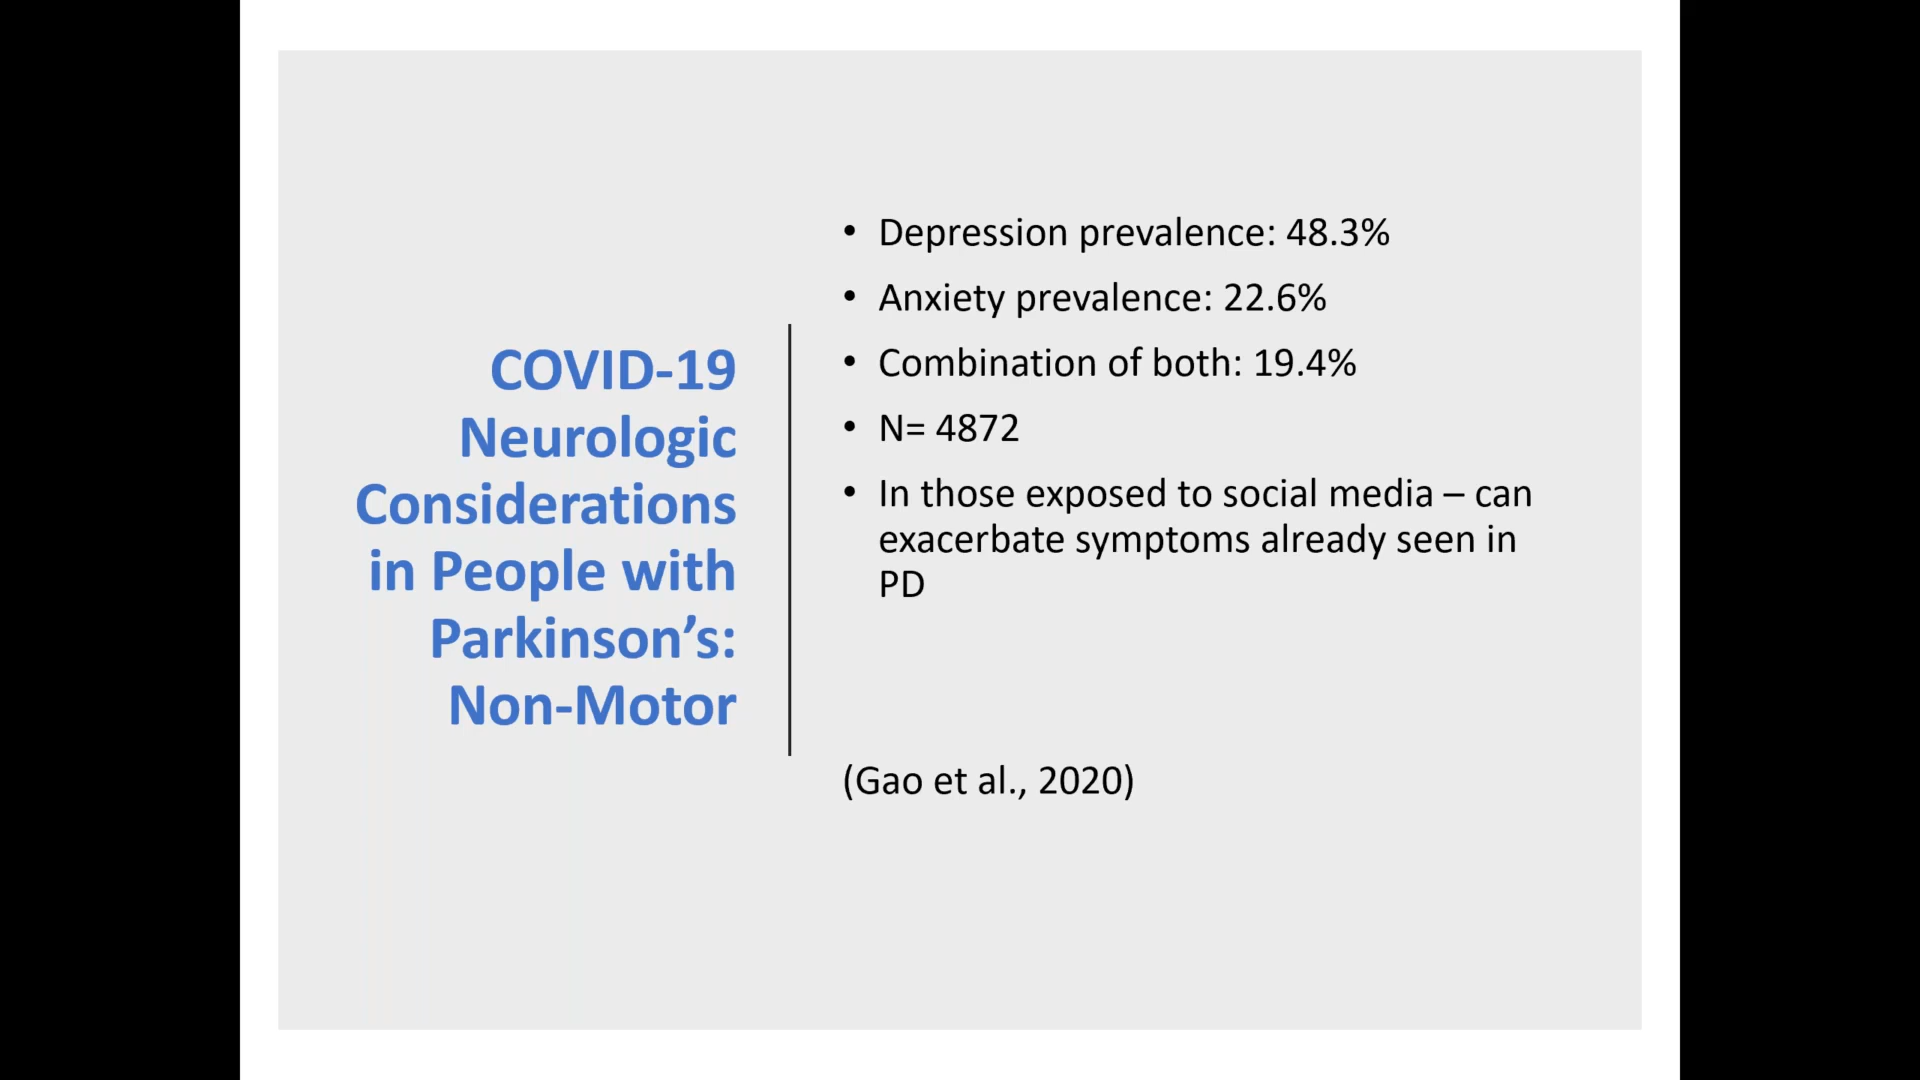 COVID-19
Neurologic
Considerations
in People with
Parkinson’s:
Non-Motor
• Depression prevalence: 48.3%
• Anxiety prevalence: 22.6%
• Combination of both: 19.4%
• N= 4872
• In those exposed to social media – can
exacerbate symptoms already seen in
PD
(Gao et al., 2020)